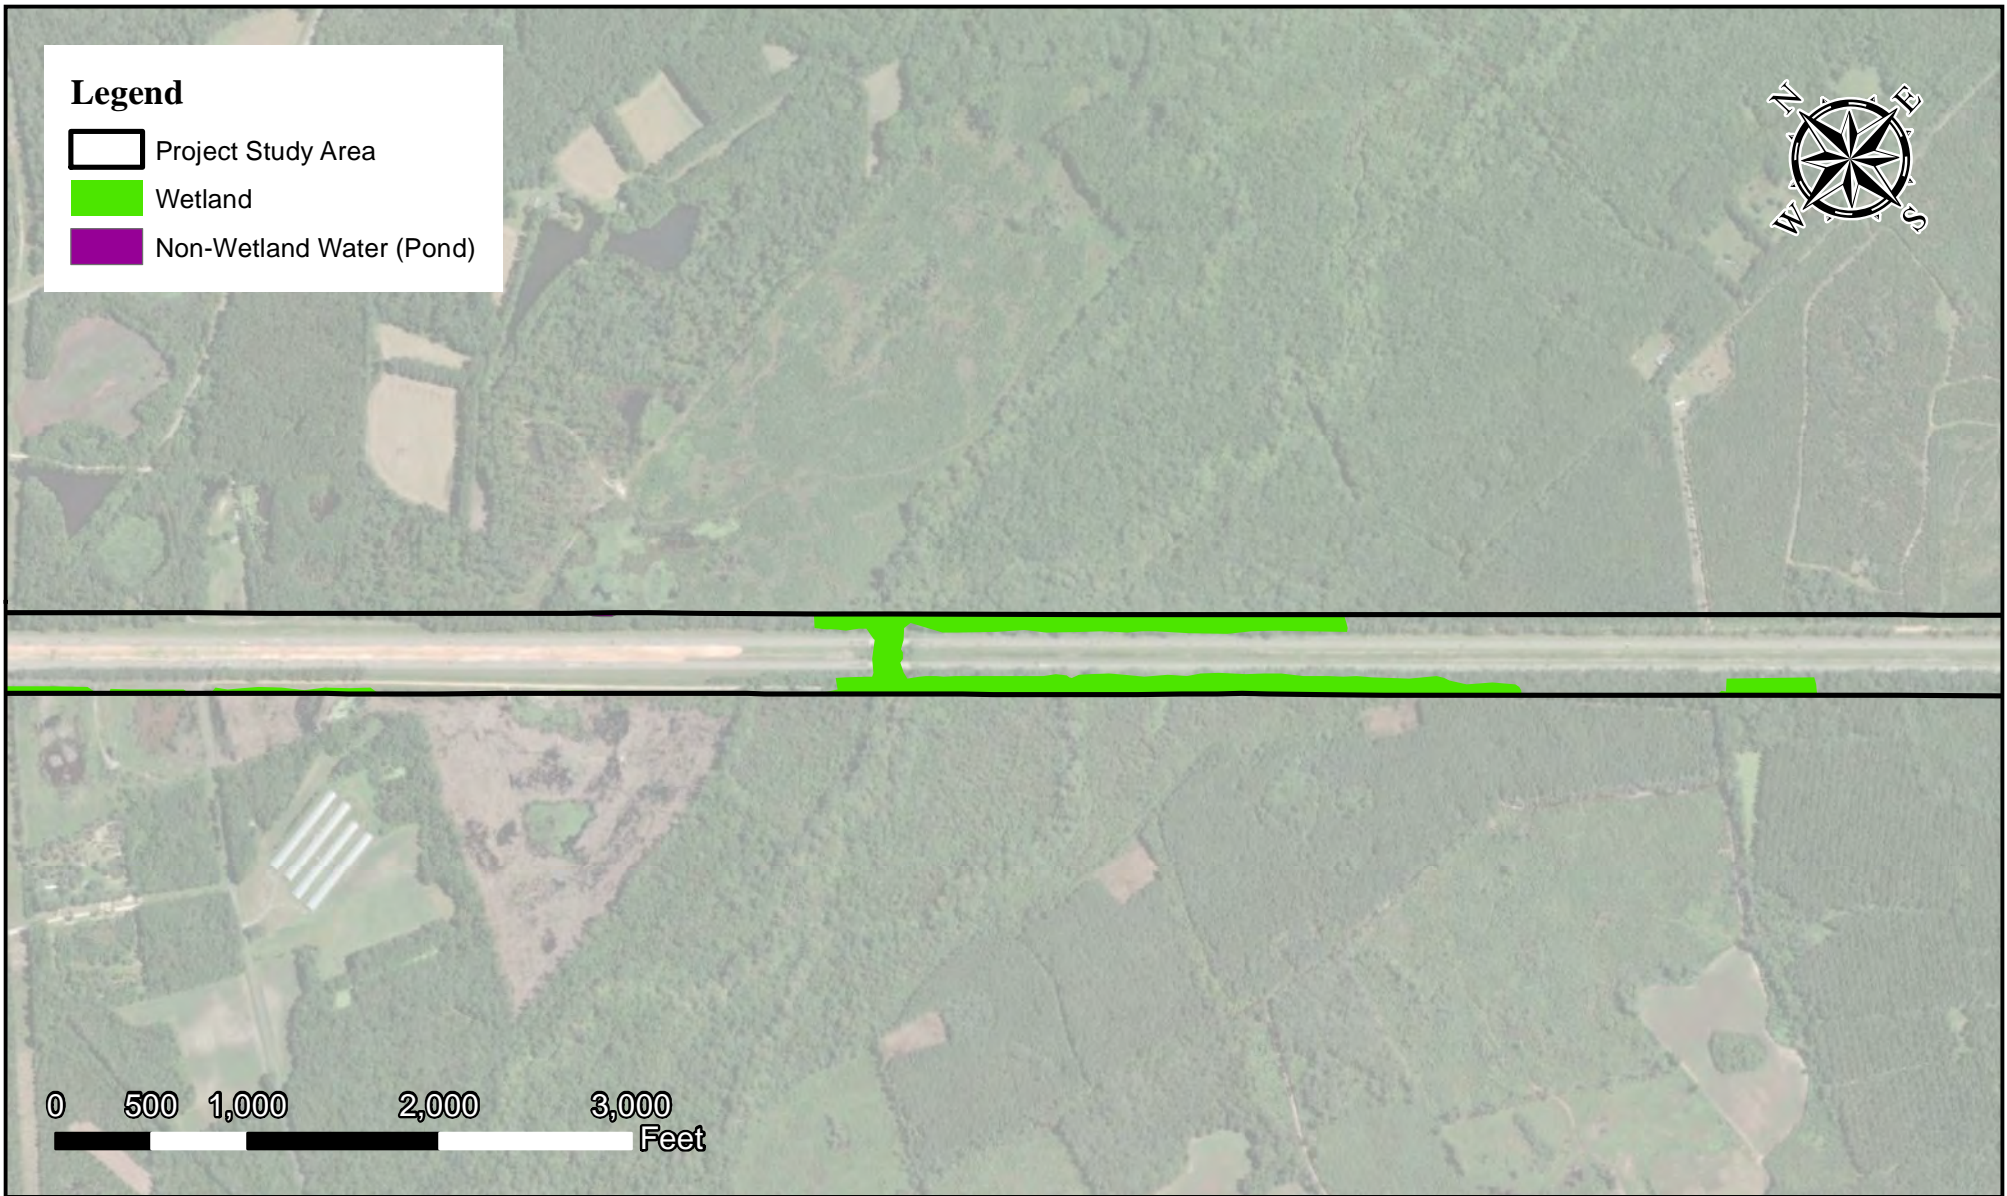 Legend
Project Study Area
Wetland
Non-Wetland Water (Pond)
N E
W S
0 500 1,000 2,000 3,000
Feet